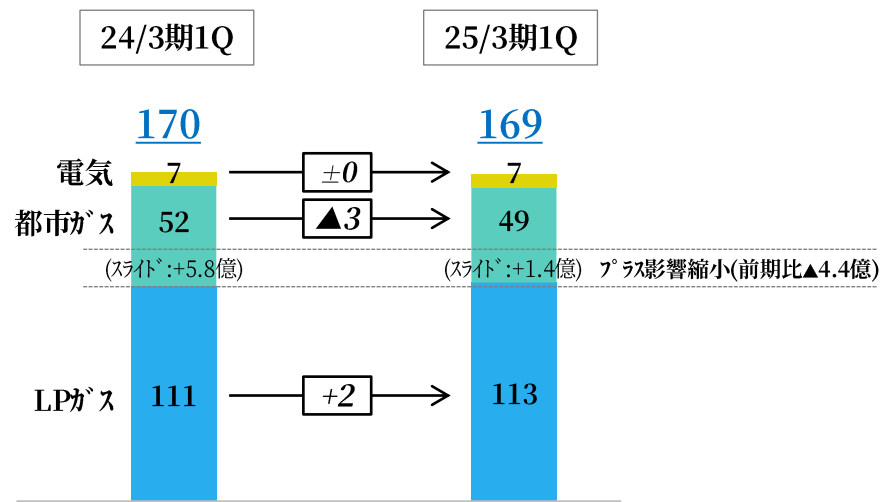 24/3期1Q
25/3期1Q
170
169
電気
7
±0
7
都市ｶﾞｽ
52
▲3
49
(ｽﾗｲﾄﾞ:+5.8億)
(ｽﾗｲﾄﾞ:+1.4億)
ﾌﾟﾗｽ影響縮小(前期比▲4.4億)
LPｶﾞｽ
111
+2
113